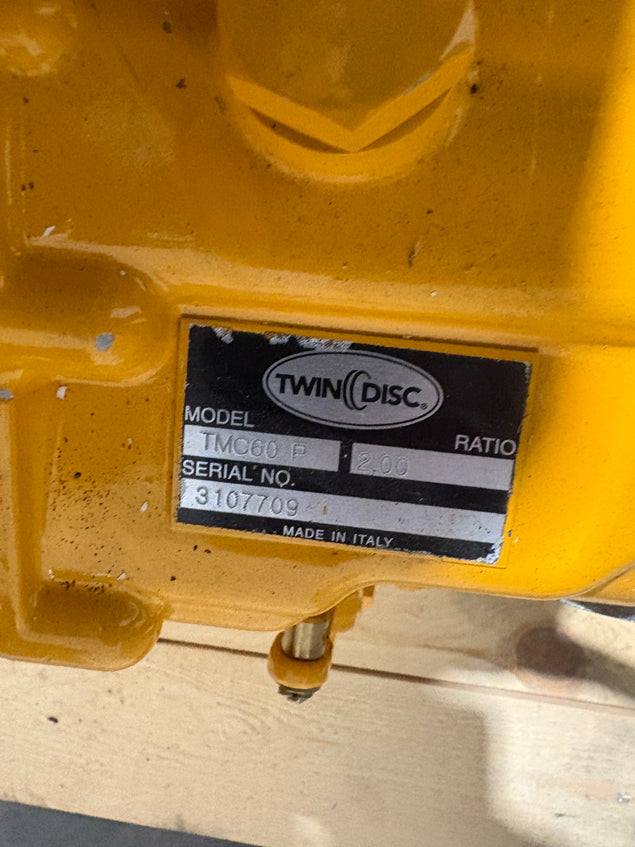 TWIN DISC®
MODEL
RATIO
TMC60 P 2.00
SERIAL NO.
3107709
MADE IN ITALY